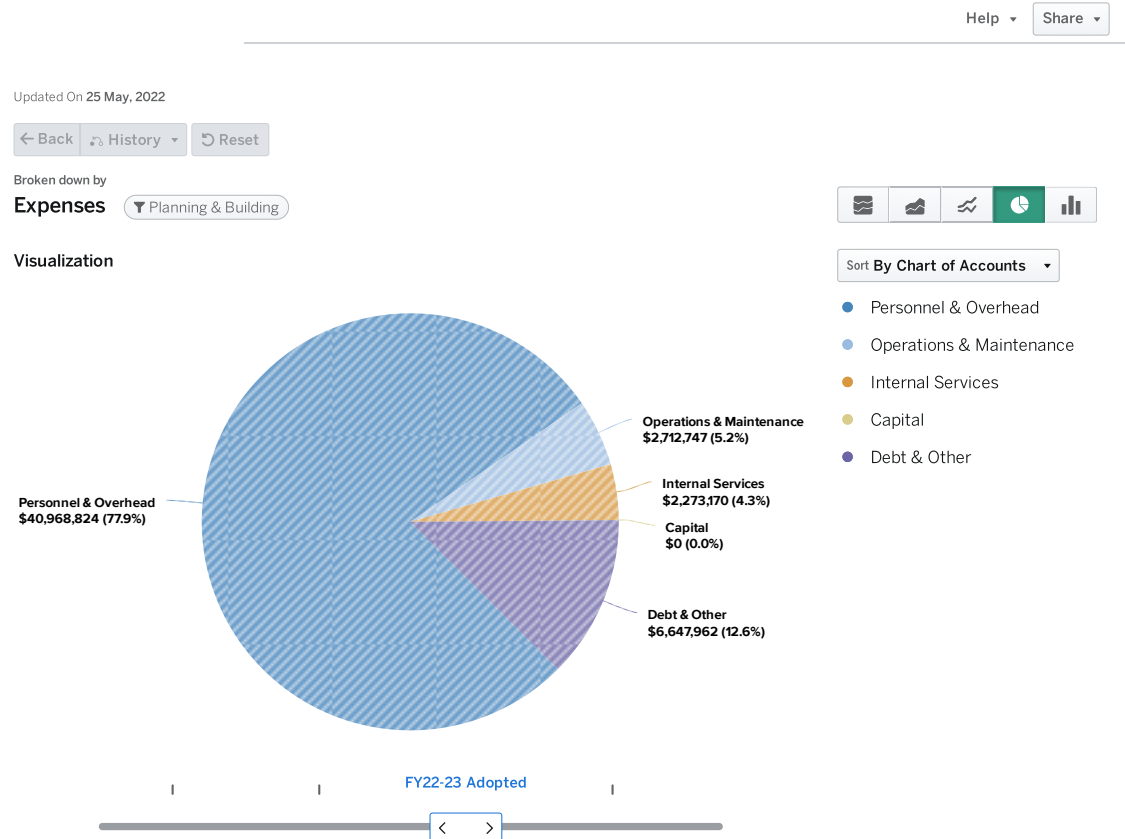 Help
Share
Updated On 25 May, 2022
Back
History
Reset
Broken down by
Expenses
Planning & Building
Visualization
Sort By Chart of Accounts
Personnel & Overhead
Operations & Maintenance
Internal Services
Capital
Debt & Other
Operations & Maintenance
$2,712,747 (5.2%)
Internal Services
$2,273,170 (4.3%)
Personnel & Overhead
$40,968,824 (77.9%)
Capital
$0 (0.0%)
Debt & Other
$6,647,962 (12.6%)
FY22-23 Adopted